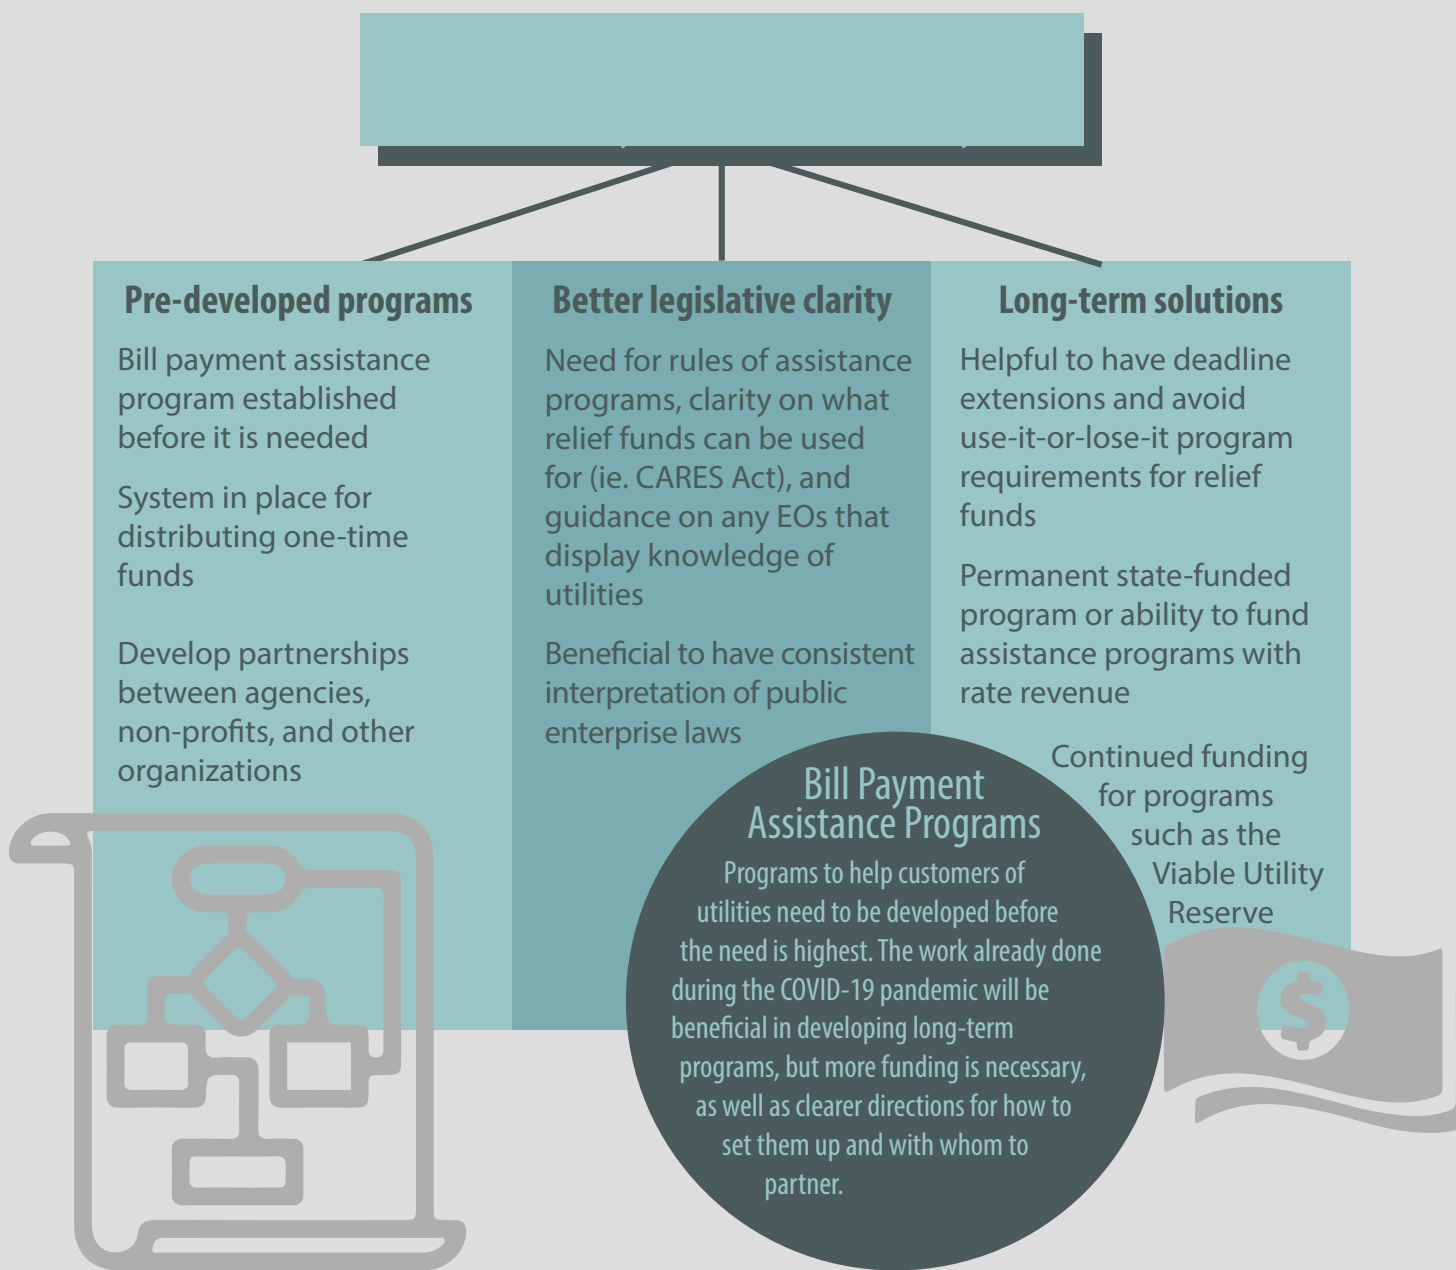 Pre-developed programs
Bill payment assistance
program established
before it is needed
System in place for
distributing one-time
funds
Develop partnerships
between agencies,
non-profits, and other
organizations
Better legislative clarity
Need for rules of assistance
programs, clarity on what
relief funds can be used
for (ie. CARES Act), and
guidance on any EOs that
display knowledge of
utilities
Beneficial to have consistent
interpretation of public
enterprise laws
Long-term solutions
Helpful to have deadline
extensions and avoid
use-it-or-lose-it program
requirements for relief
funds
Permanent state-funded
program or ability to fund
assistance programs with
rate revenue
Continued funding
for programs
such as the
Viable Utility
Reserve
Bill Payment
Assistance Programs
Programs to help customers of
utilities need to be developed before
the need is highest. The work already done
during the COVID-19 pandemic will be
beneficial in developing long-term
programs, but more funding is necessary,
as well as clearer directions for how to
set them up and with whom to
partner.
$